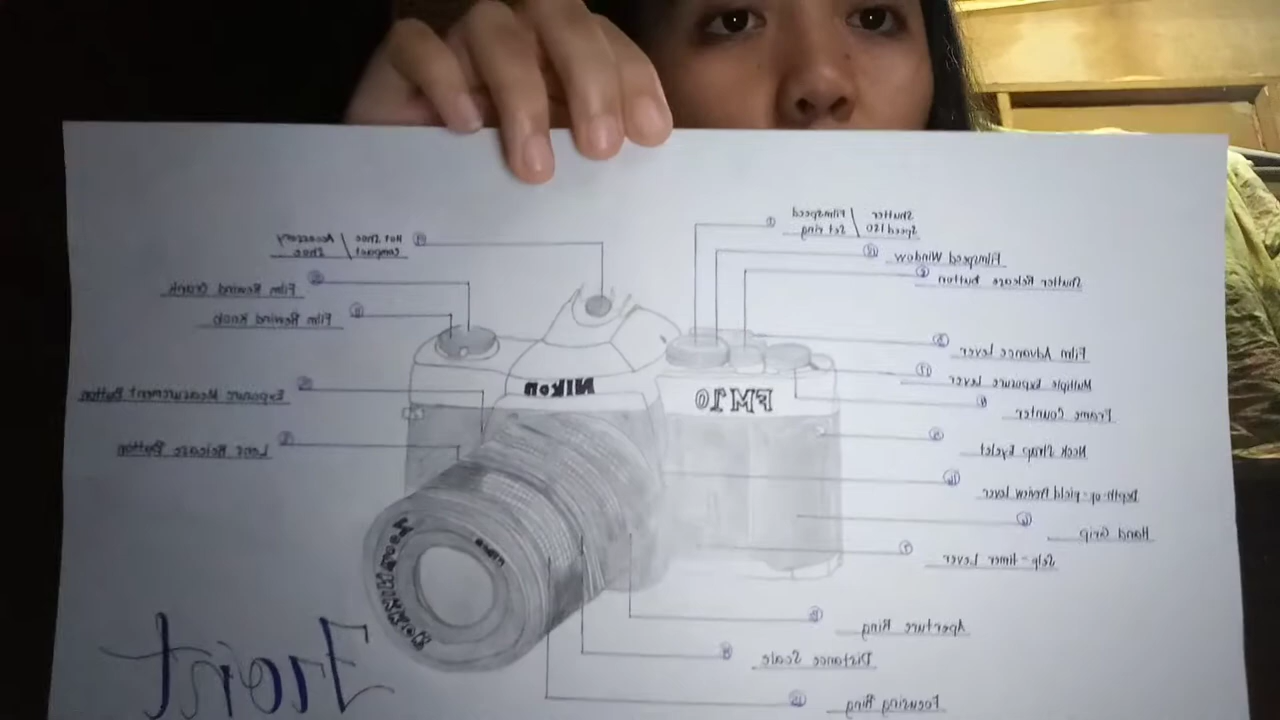 Shutter / Filmspeed
Speed / ISO Set ring
Hot Shoe / Accessory
Compact Shoe
Filmspeed Window
Shutter Release button
Film Rewind Crank
Film Rewind Knob
Film Advance Lever
Multiple Exposure Lever
Exposure Measurement Button
Nikon
FM10
Frame Counter
Lens Release Button
Neck Strap Eyelet
Depth-of-field Preview lever
Hand Grip
Self-timer Lever
Aperture Ring
Distance Scale
Focusing Ring
Front